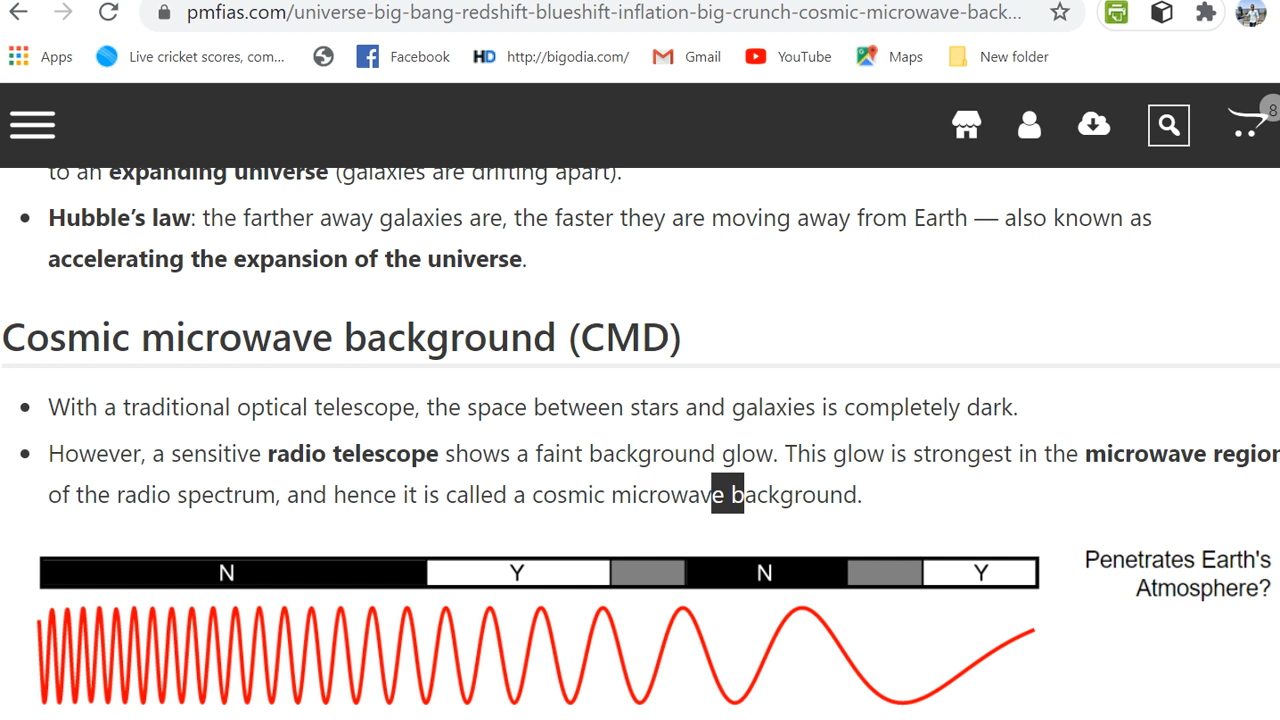 pmfias.com/universe-big-bang-redshift-blueshift-inflation-big-crunch-cosmic-microwave-back...
Apps Live cricket scores, com... Facebook HD http://bigodia.com/ Gmail YouTube Maps New folder
8
to an expanding universe (galaxies are drifting apart).
Hubble’s law: the farther away galaxies are, the faster they are moving away from Earth — also known as
accelerating the expansion of the universe.
Cosmic microwave background (CMD)
With a traditional optical telescope, the space between stars and galaxies is completely dark.
However, a sensitive radio telescope shows a faint background glow. This glow is strongest in the microwave region
of the radio spectrum, and hence it is called a cosmic microwave background.
N Y N Y
Penetrates Earth's
Atmosphere?